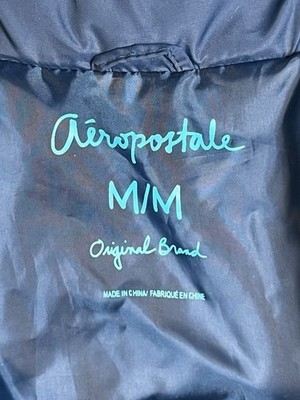 aéropostale
M/M
Original Brand
MADE IN CHINA/ FABRIQUÉ EN CHINE